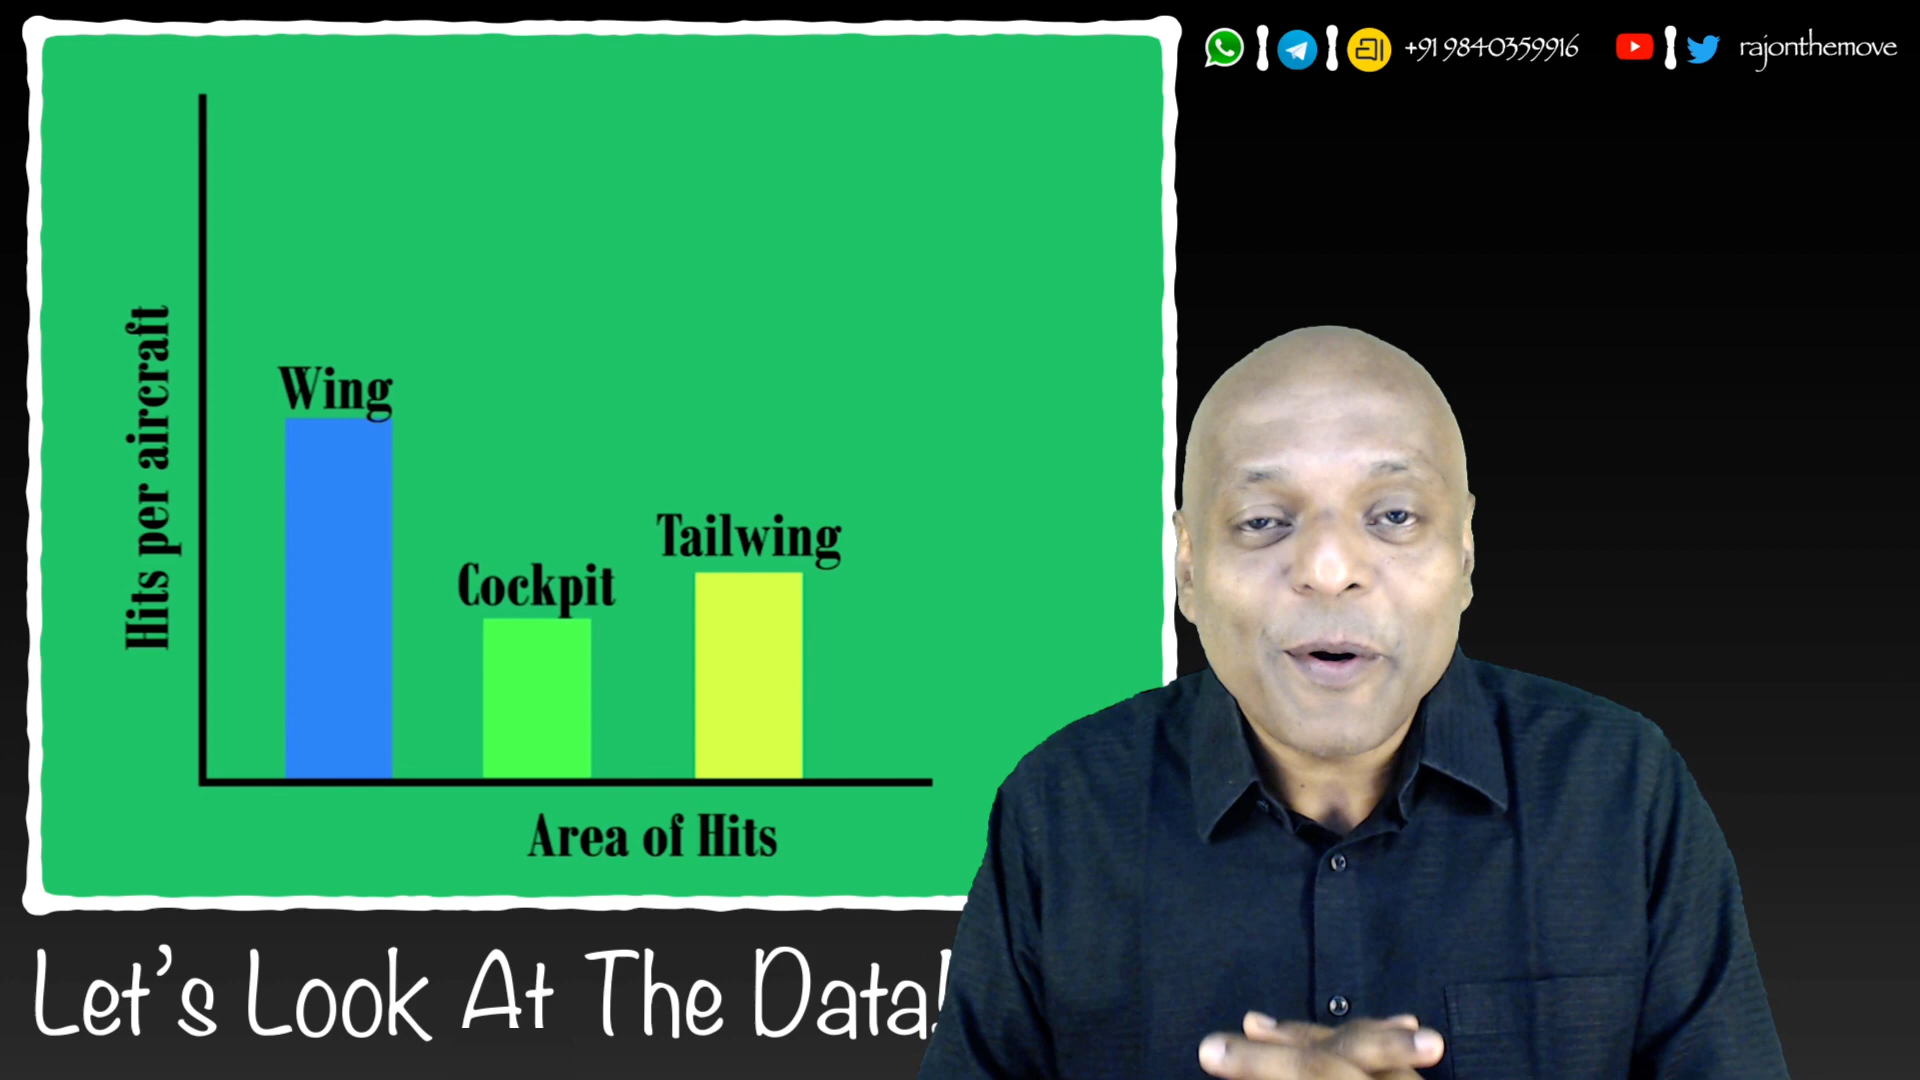 +91 9840359916 rajonthemove
Hits per aircraft
Wing
Cockpit
Tailwing
Area of Hits
Let's Look At The Data!